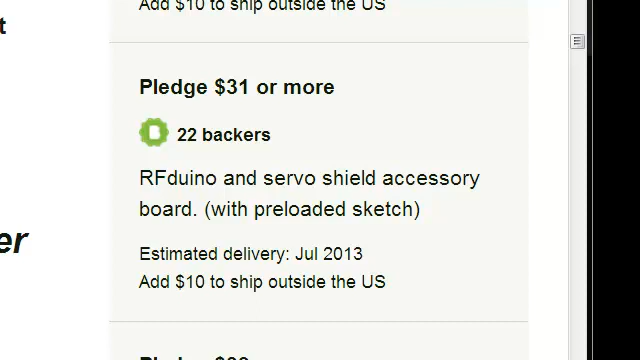 Add $10 to ship outside the US
Pledge $31 or more
22 backers
RFduino and servo shield accessory
board. (with preloaded sketch)
er
Estimated delivery: Jul 2013
Add $10 to ship outside the US